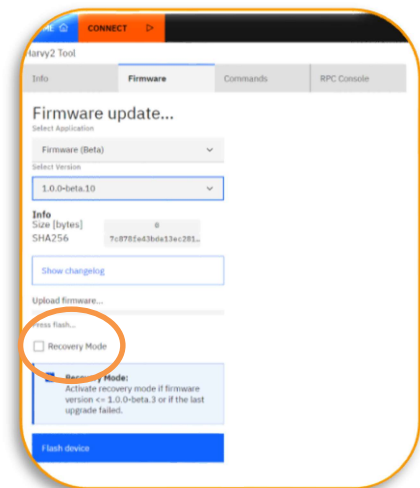 CONNECT
Harvy2 Tool
Info Firmware Commands RPC Console
Firmware update...
Select Application
Firmware (Beta)
Select Version
1.0.0-beta.10
Info
Size [bytes] 0
SHA256 7c878fe43bde13ec201…
Show changelog
Upload firmware...
Press flash...
Recovery Mode
Recovery Mode:
Activate recovery mode if firmware
version <= 1.0.0-beta.3 or if the last
upgrade failed.
Flash device